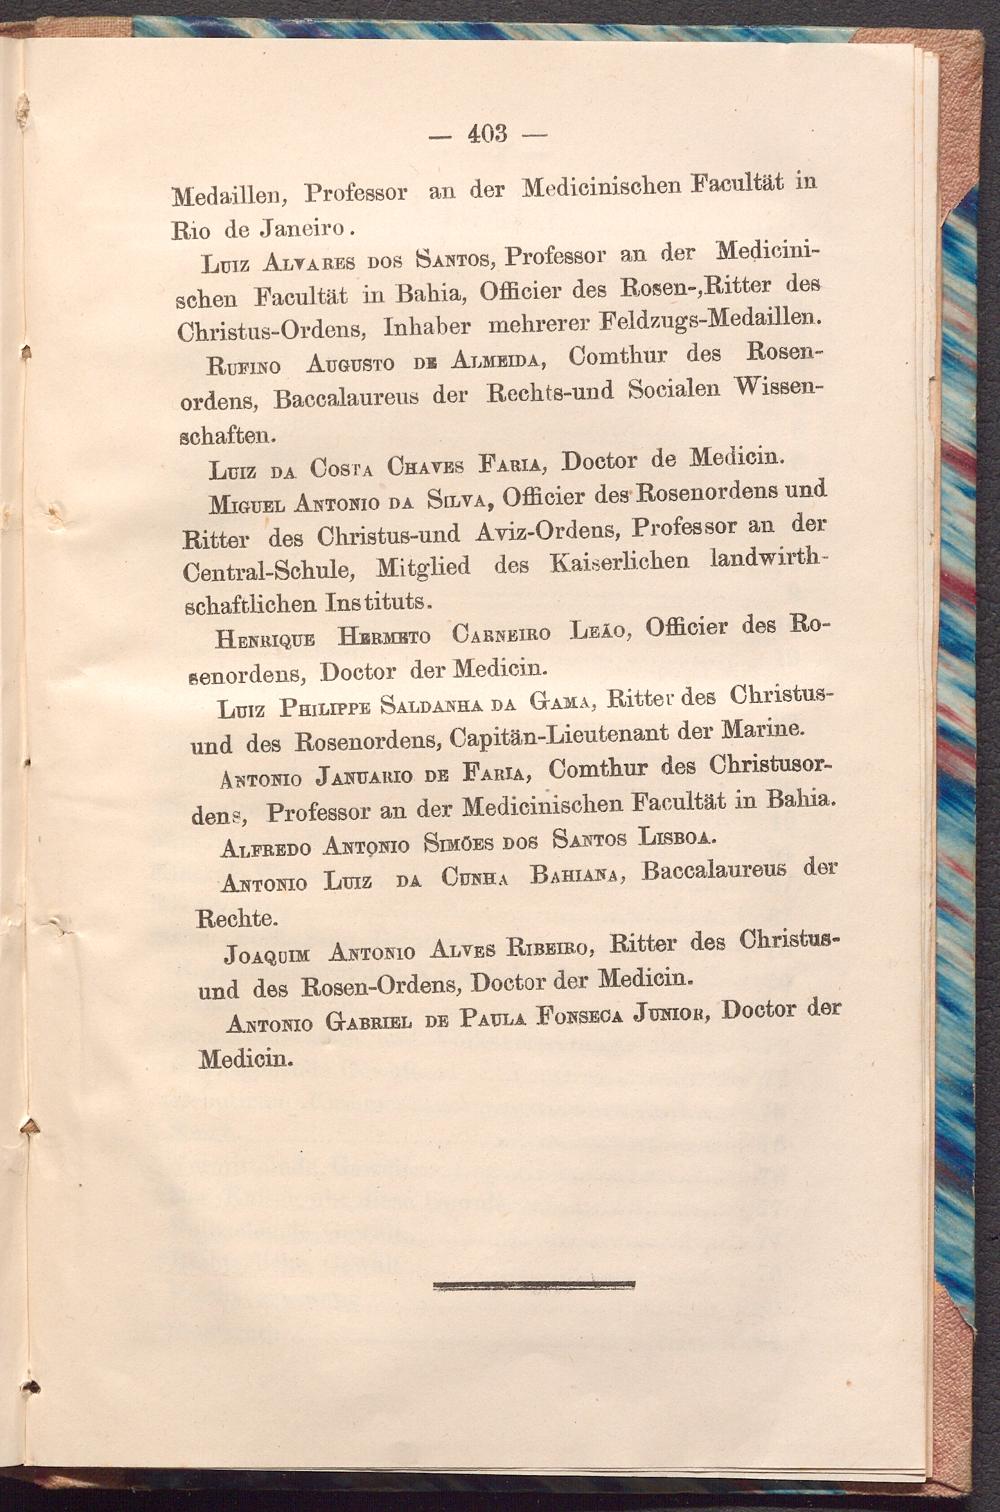 — 403 —
Medaillen, Professor an der Medicinischen Facultät in
Rio de Janeiro.
Luiz Alvares dos Santos, Professor an der Medicini-
schen Facultät in Bahia, Officier des Rosen-,Ritter des
Christus-Ordens, Inhaber mehrerer Feldzugs-Medaillen.
Rufino Augusto de Almeida, Comthur des Rosen-
ordens, Baccalaureus der Rechts-und Socialen Wissen-
schaften.
Luiz da Costa Chaves Faria, Doctor de Medicin.
Miguel Antonio da Silva, Officier des Rosenordens und
Ritter des Christus-und Aviz-Ordens, Professor an der
Central-Schule, Mitglied des Kaiserlichen landwirth-
schaftlichen Instituts.
Henrique Hermeto Carneiro Leão, Officier des Ro-
senordens, Doctor der Medicin.
Luiz Philippe Saldanha da Gama, Ritter des Christus-
und des Rosenordens, Capitän-Lieutenant der Marine.
Antonio Januario de Faria, Comthur des Christusor-
dens, Professor an der Medicinischen Facultät in Bahia.
Alfredo Antonio Simões dos Santos Lisboa.
Antonio Luiz da Cunha Bahiana, Baccalaureus der
Rechte.
Joaquim Antonio Alves Ribeiro, Ritter des Christus-
und des Rosen-Ordens, Doctor der Medicin.
Antonio Gabriel de Paula Fonseca Junior, Doctor der
Medicin.